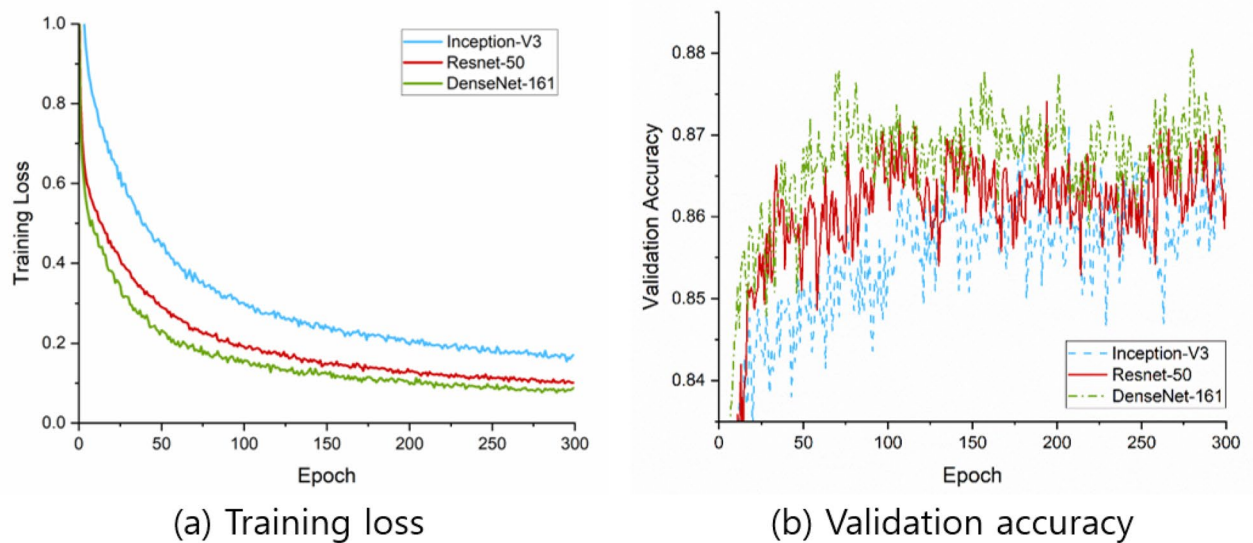 1.0
0.8
0.6
0.4
0.2
0.0
Training Loss
Inception-V3
Resnet-50
DenseNet-161
0 50 100 150 200 250 300
Epoch
(a) Training loss
0.88
0.87
0.86
0.85
0.84
Validation Accuracy
Inception-V3
Resnet-50
DenseNet-161
0 50 100 150 200 250 300
Epoch
(b) Validation accuracy